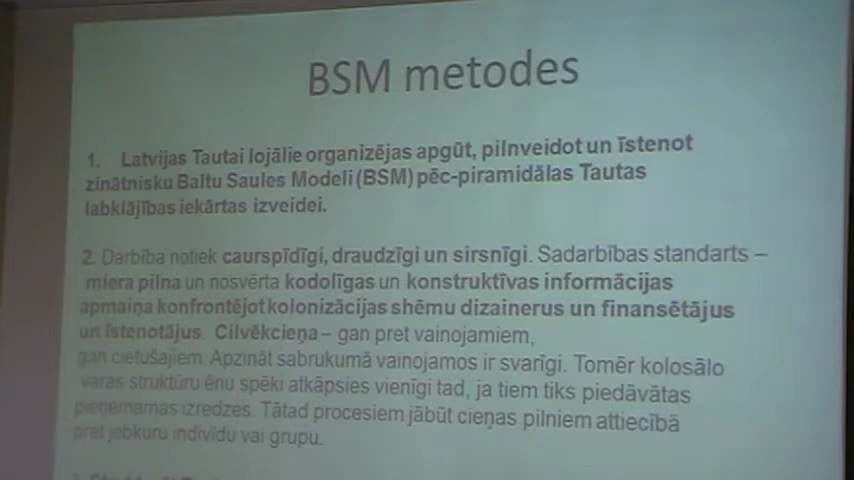 BSM metodes
1. Latvijas Tautai lojālie organizējas apgūt, pilnveidot un īstenot
zinātnisku Baltu Saules Modeli (BSM) pēc-piramidālas Tautas
labklājības iekārtas izveidei.
2. Darbība notiek caurspīdīgi, draudzīgi un sirsnīgi. Sadarbības standarts –
miera pilna un nosvērta kodolīgas un konstruktīvas informācijas
apmaiņa konfrontējot kolonizācijas shēmu dizainerus un finansētājus
un īstenotājus. Cilvēkcieņa – gan pret vainojamiem,
gan cietušajiem. Apzināt sabrukumā vainojamos ir svarīgi. Tomēr kolosālo
varas struktūru ēnu spēki atkāpsies vienīgi tad, ja tiem tiks piedāvātas
pieņemamas izredzes. Tātad procesiem jābūt cieņas pilniem attiecībā
pret jebkuru indivīdu vai grupu.